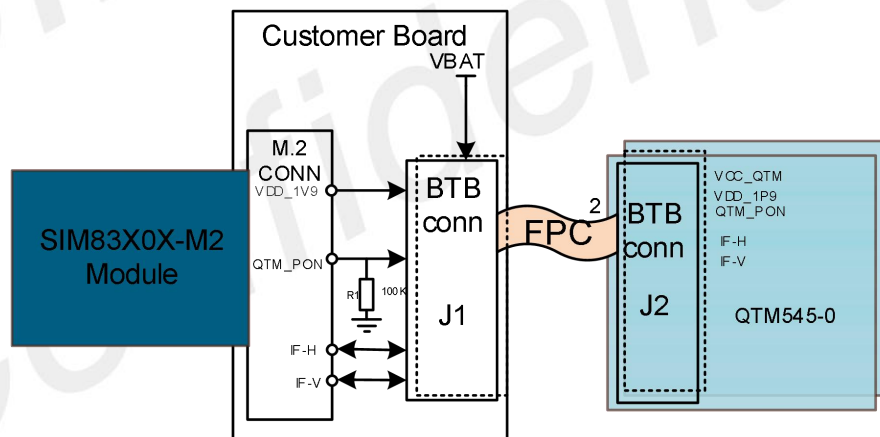 Customer Board
VBAT
M.2
CONN
VDD_1V9
QTM_PON
R1
100K
IF-H
IF-V
BTB
conn
J1
SIM83X0X-M2
Module
FPC
2
BTB
conn
J2
VCC_QTM
VDD_1P9
QTM_PON
IF-H
IF-V
QTM545-0